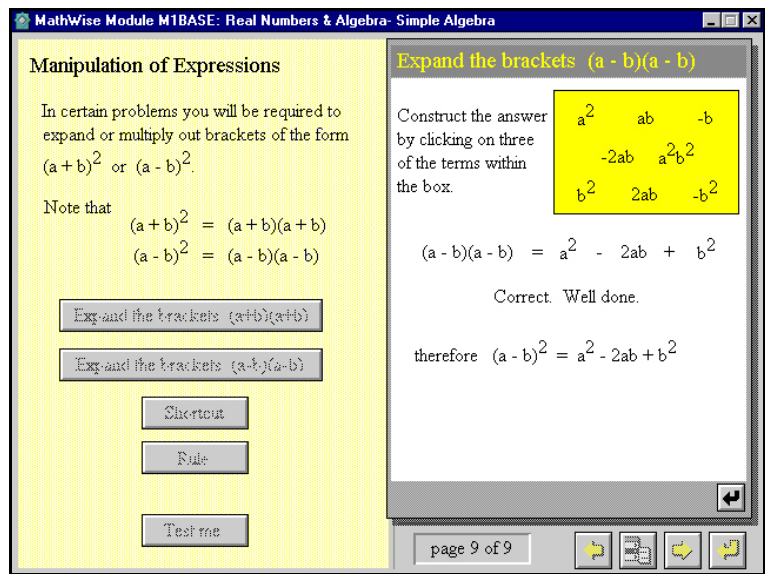 MathWise Module M1BASE: Real Numbers & Algebra- Simple Algebra
Manipulation of Expressions
In certain problems you will be required to
expand or multiply out brackets of the form
(a + b)² or (a - b)².
Note that
(a + b)² = (a + b)(a + b)
(a - b)² = (a - b)(a - b)
Expand the brackets (a+b)(a+b)
Expand the brackets (a-b)(a-b)
Shortcut
Rule
Test me
Expand the brackets (a - b)(a - b)
Construct the answer
by clicking on three
of the terms within
the box.
a² ab -b
-2ab a²b²
b² 2ab -b²
(a - b)(a - b) = a² - 2ab + b²
Correct. Well done.
therefore (a - b)² = a² - 2ab + b²
page 9 of 9